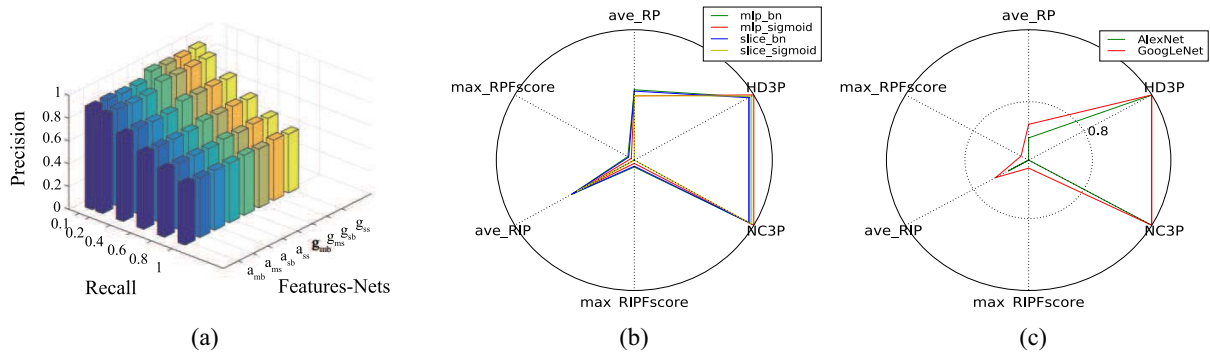 Precision
1
0.8
0.6
0.4
0.2
0
0.1
0.2
0.4
0.6
0.8
1
Recall
a_mb
a_ms
a_sb
a_ss
g_mb
g_ms
g_sb
g_ss
Features-Nets
(a)
ave_RP
mlp_bn
mlp_sigmoid
slice_bn
slice_sigmoid
max_RPFscore
HD3P
ave_RIP
NC3P
max_RIPFscore
(b)
ave_RP
AlexNet
GoogLeNet
max_RPFscore
HD3P
0.8
ave_RIP
NC3P
max_RIPFscore
(c)